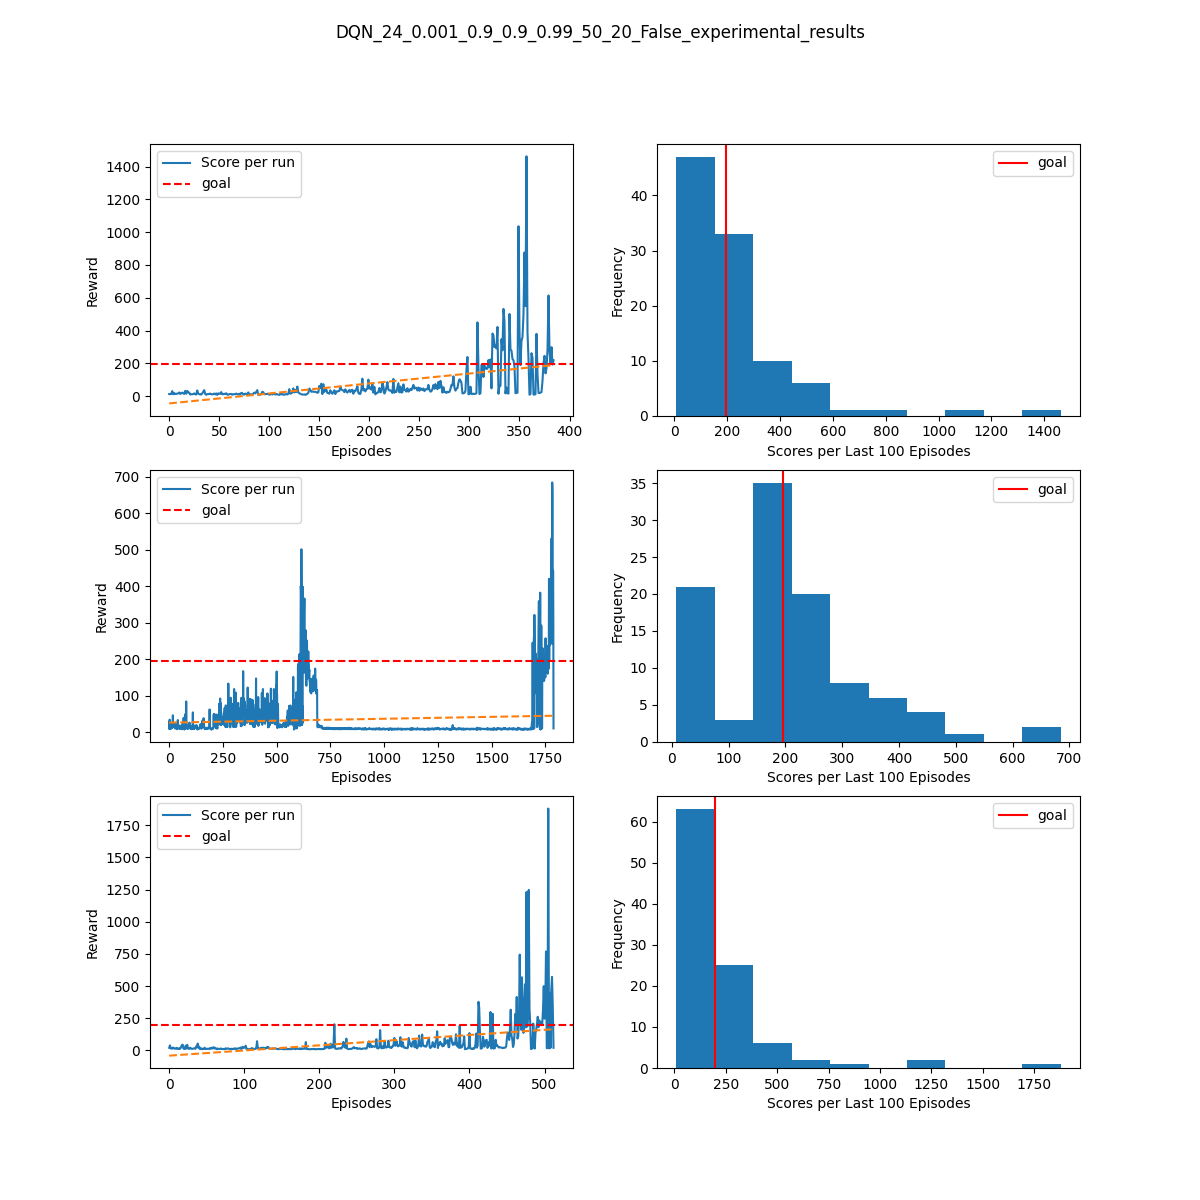 DQN_24_0.001_0.9_0.9_0.99_50_20_False_experimental_results
Score per run
goal
Reward
1400
1200
1000
800
600
400
200
0
0 50 100 150 200 250 300 350 400
Episodes
goal
Frequency
40
30
20
10
0
0 200 400 600 800 1000 1200 1400
Scores per Last 100 Episodes
Score per run
goal
Reward
700
600
500
400
300
200
100
0
0 250 500 750 1000 1250 1500 1750
Episodes
goal
Frequency
35
30
25
20
15
10
5
0
0 100 200 300 400 500 600 700
Scores per Last 100 Episodes
Score per run
goal
Reward
1750
1500
1250
1000
750
500
250
0
0 100 200 300 400 500
Episodes
goal
Frequency
60
50
40
30
20
10
0
0 250 500 750 1000 1250 1500 1750
Scores per Last 100 Episodes